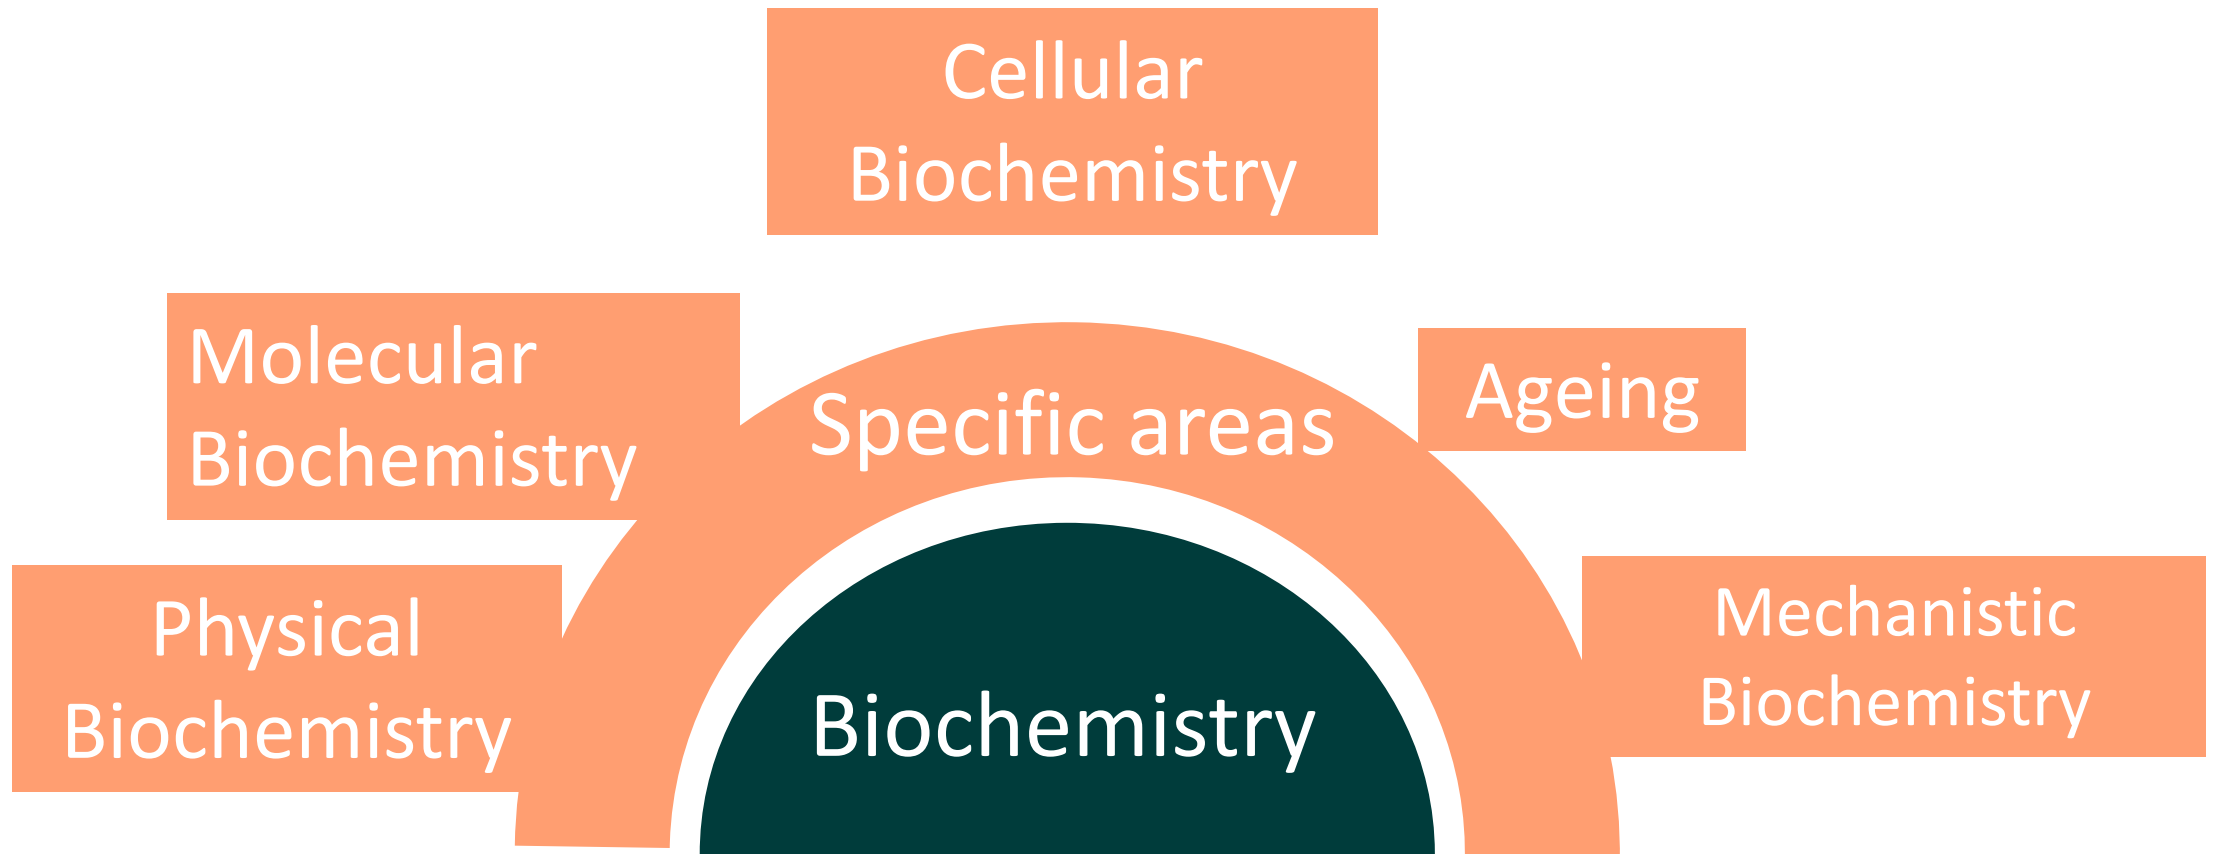 Cellular
Biochemistry
Molecular
Biochemistry
Specific areas
Ageing
Physical
Biochemistry
Mechanistic
Biochemistry
Biochemistry